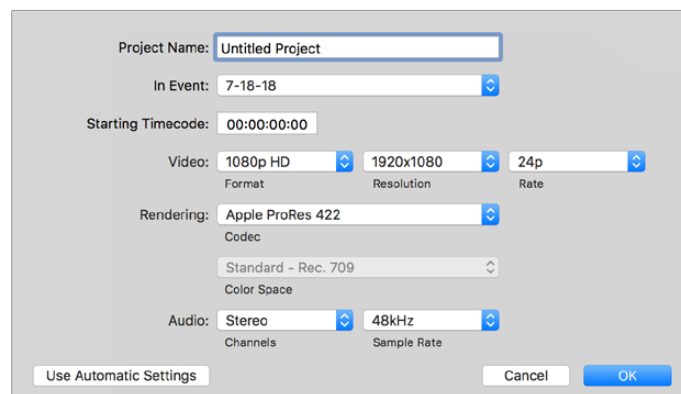 Project Name: Untitled Project
In Event: 7-18-18
Starting Timecode: 00:00:00:00
Video: 1080p HD 1920x1080 24p
Format Resolution Rate
Rendering: Apple ProRes 422
Codec
Standard - Rec. 709
Color Space
Audio: Stereo 48kHz
Channels Sample Rate
Use Automatic Settings Cancel OK